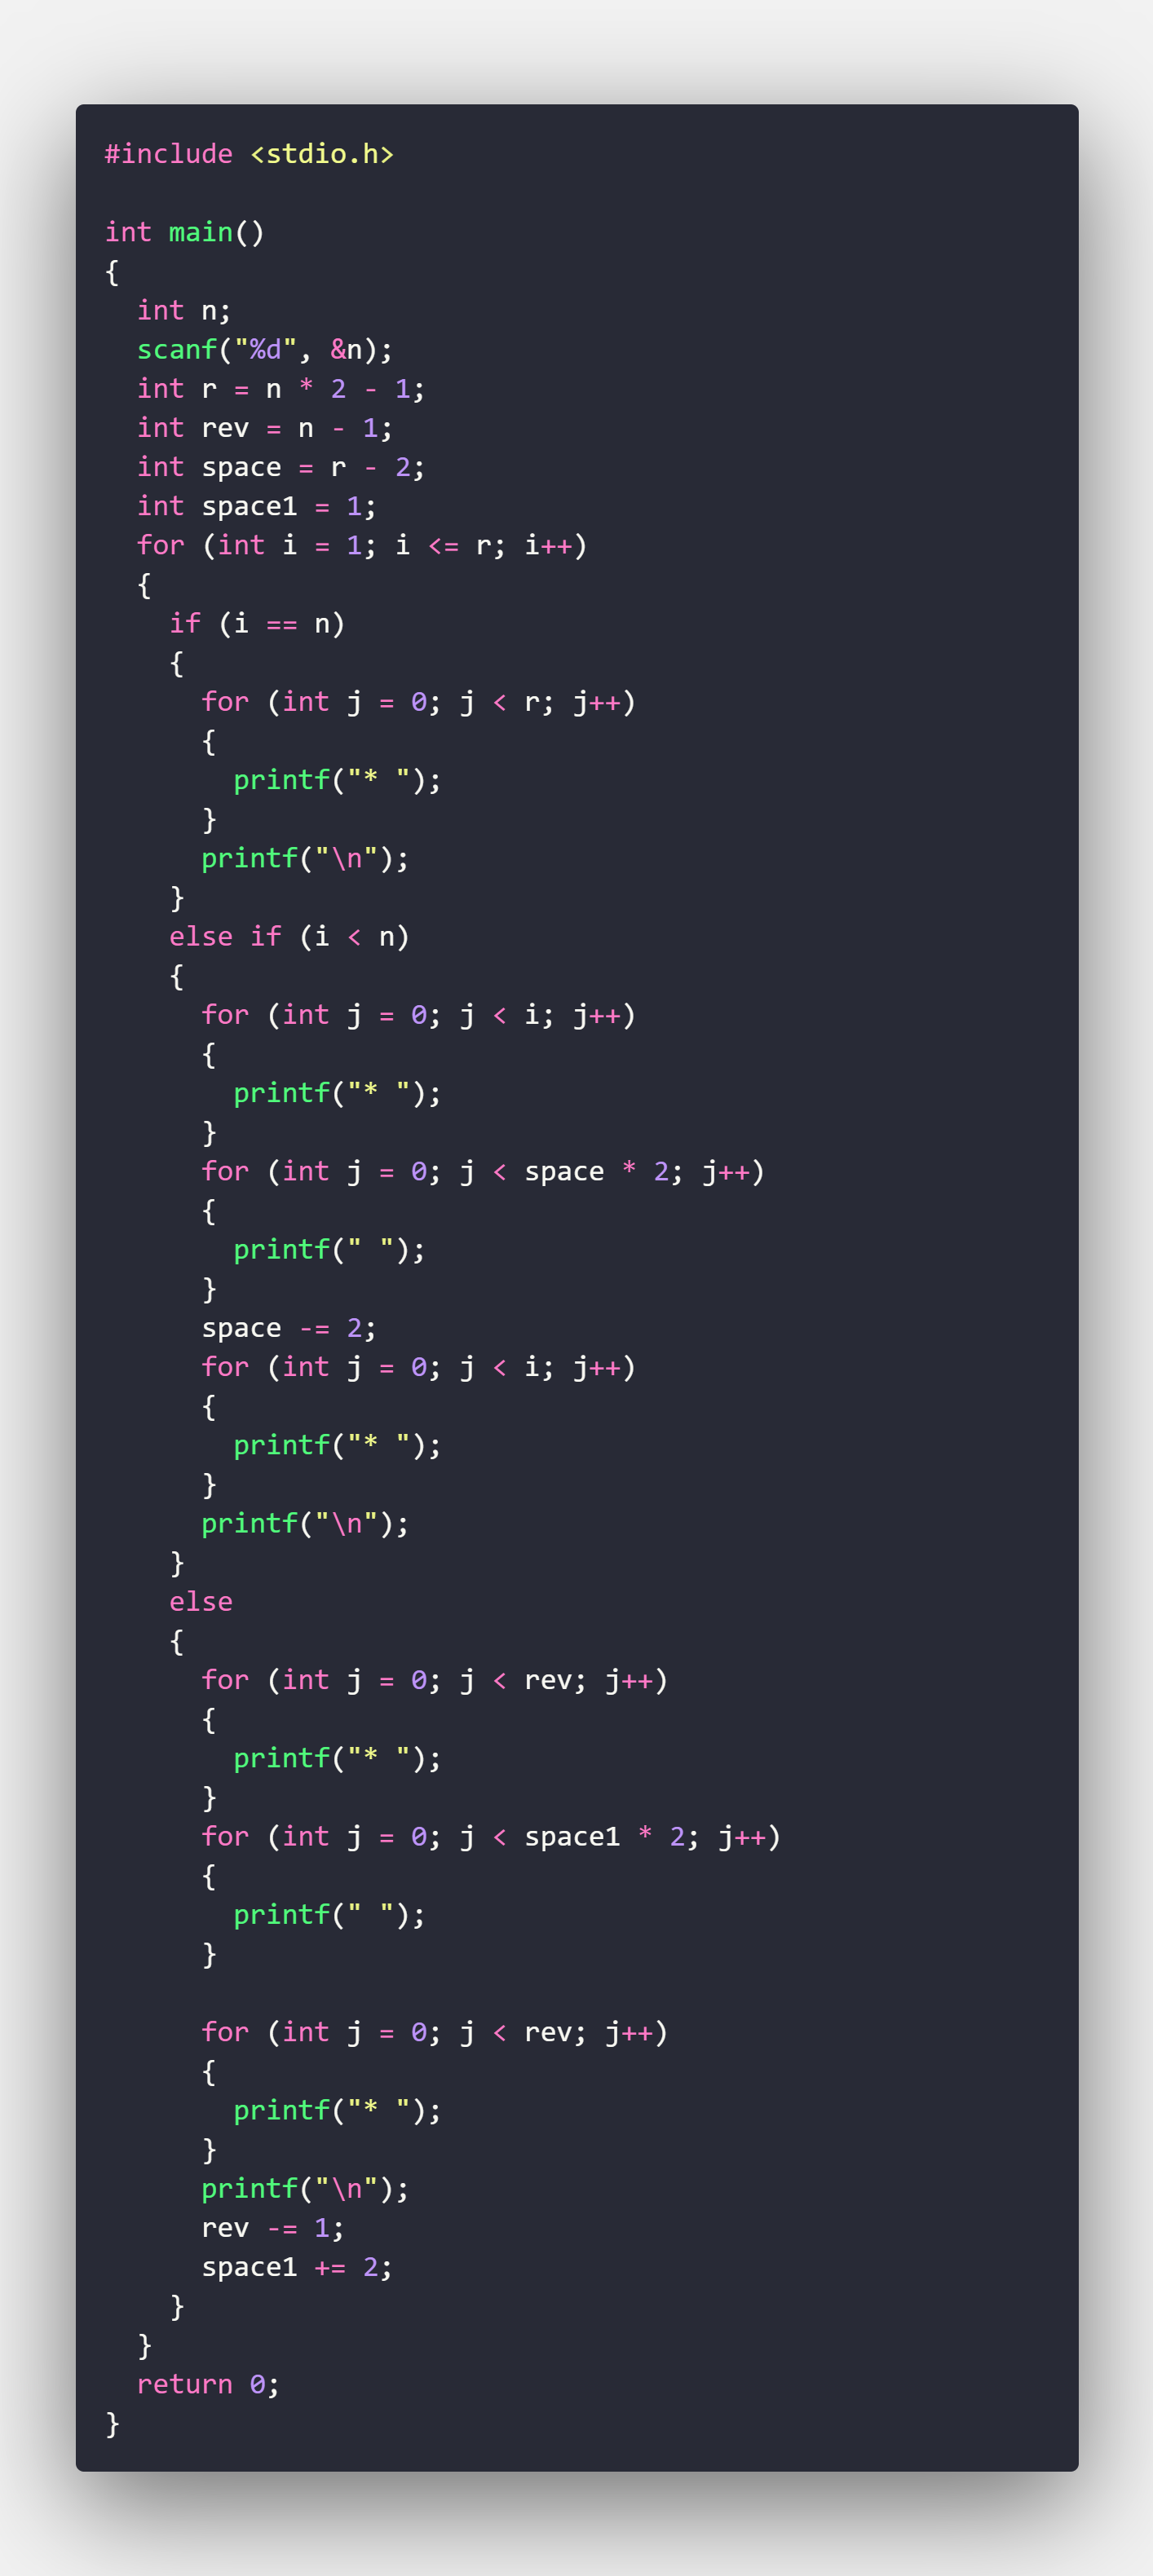 #include <stdio.h>

int main()
{
  int n;
  scanf("%d", &n);
  int r = n * 2 - 1;
  int rev = n - 1;
  int space = r - 2;
  int space1 = 1;
  for (int i = 1; i <= r; i++)
  {
    if (i == n)
    {
      for (int j = 0; j < r; j++)
      {
        printf("* ");
      }
      printf("\n");
    }
    else if (i < n)
    {
      for (int j = 0; j < i; j++)
      {
        printf("* ");
      }
      for (int j = 0; j < space * 2; j++)
      {
        printf(" ");
      }
      space -= 2;
      for (int j = 0; j < i; j++)
      {
        printf("* ");
      }
      printf("\n");
    }
    else
    {
      for (int j = 0; j < rev; j++)
      {
        printf("* ");
      }
      for (int j = 0; j < space1 * 2; j++)
      {
        printf(" ");
      }

      for (int j = 0; j < rev; j++)
      {
        printf("* ");
      }
      printf("\n");
      rev -= 1;
      space1 += 2;
    }
  }
  return 0;
}